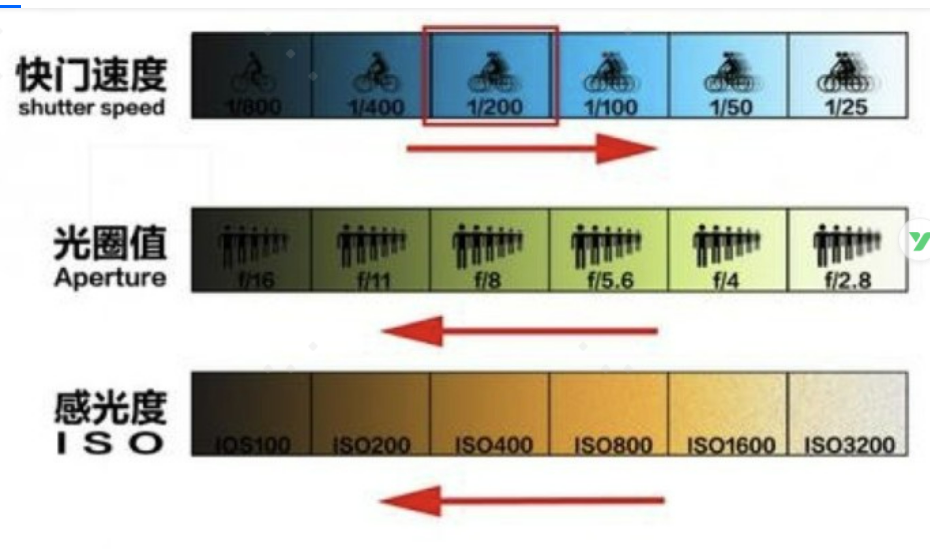 快门速度
shutter speed
1/800 1/400 1/200 1/100 1/50 1/25
光圈值
Aperture
f/16 f/11 f/8 f/5.6 f/4 f/2.8
感光度
ISO
IOS100 ISO200 ISO400 ISO800 ISO1600 ISO3200